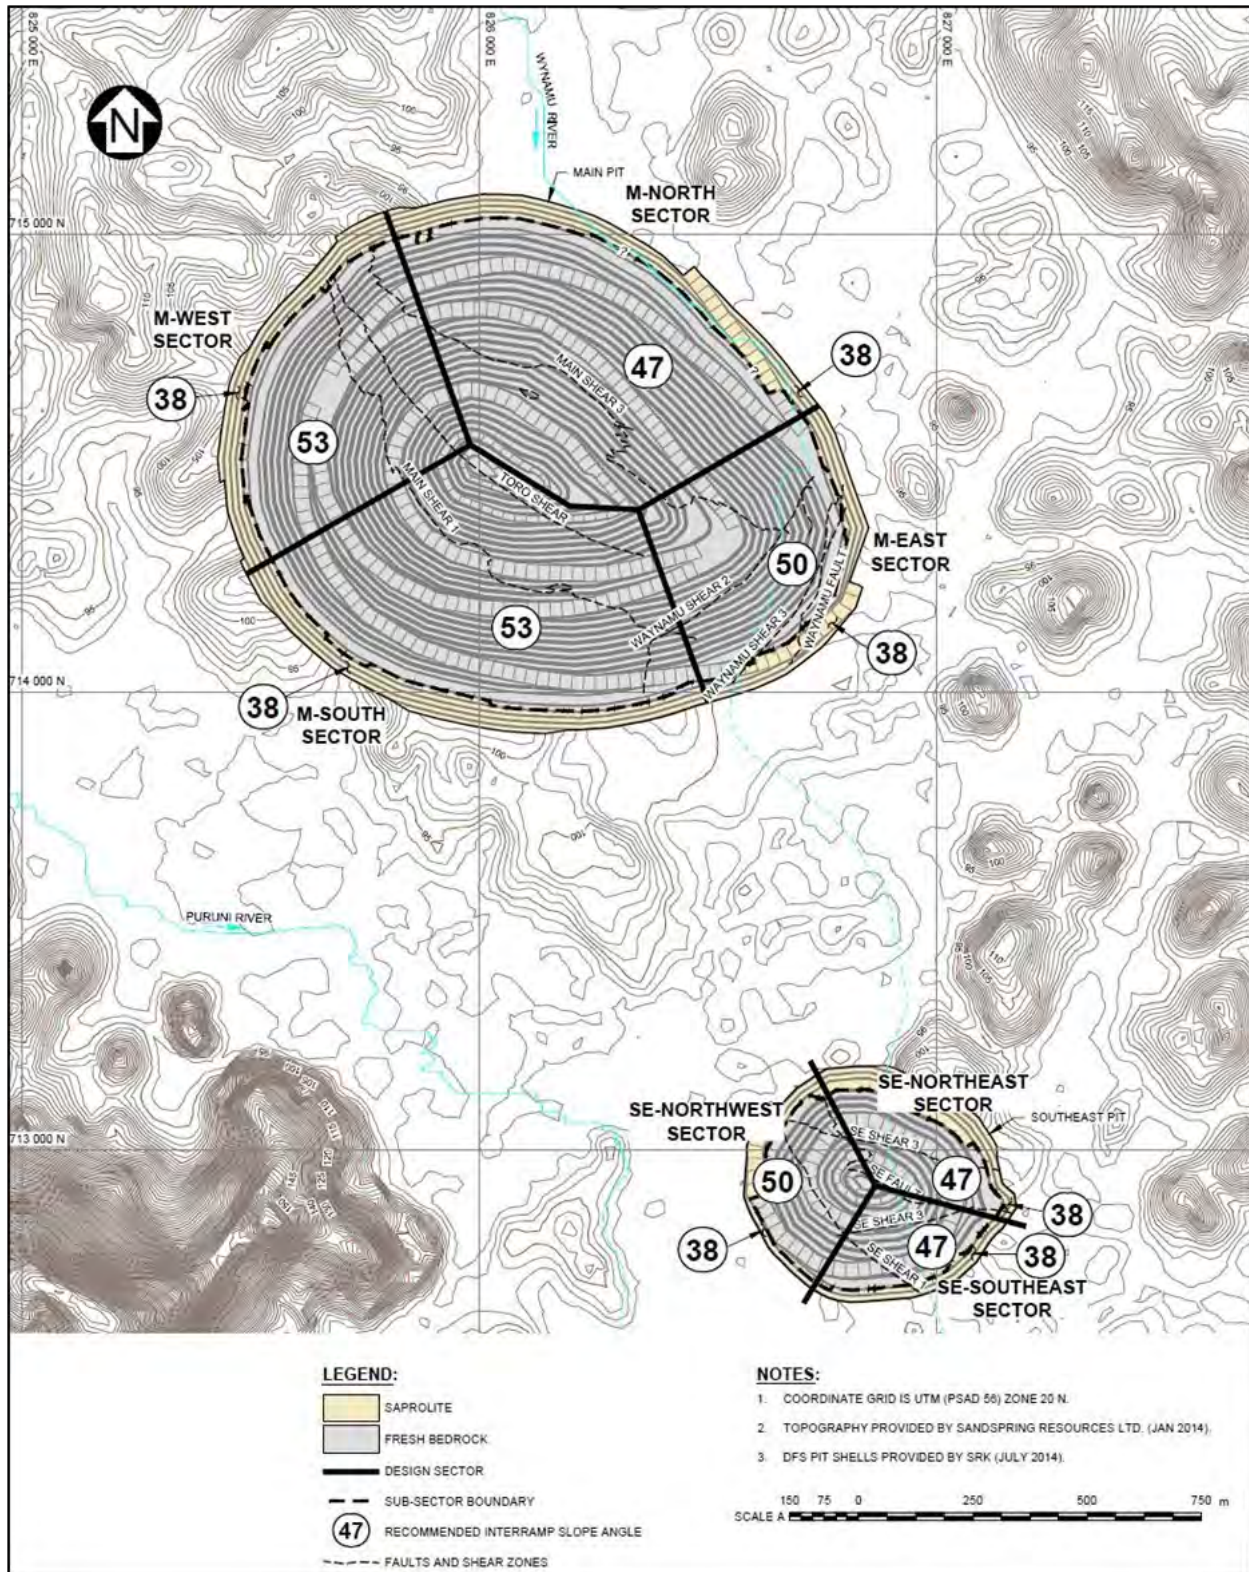 825 000 E
826 000 E
827 000 E
N
WYNAMU RIVER
MAIN PIT
M-NORTH
SECTOR
715 000 N
M-WEST
SECTOR
38
47
38
MAIN SHEAR 3
53
MAIN SHEAR 1
TORO SHEAR
M-EAST
SECTOR
50
WAYNAMU FAULT
WAYNAMU SHEAR 2
WAYNAMU SHEAR 3
53
38
714 000 N
38
M-SOUTH
SECTOR
PURUNI RIVER
SE-NORTHEAST
SECTOR
SE-NORTHWEST
SECTOR
SOUTHEAST PIT
713 000 N
SE SHEAR 3
50
SE FAUL
47
38
SE SHEAR 3
38
47
38
SE SHEAR 1
SE-SOUTHEAST
SECTOR
LEGEND:
SAPROLITE
FRESH BEDROCK
DESIGN SECTOR
SUB-SECTOR BOUNDARY
47 RECOMMENDED INTERRAMP SLOPE ANGLE
FAULTS AND SHEAR ZONES
NOTES:
1. COORDINATE GRID IS UTM (PSAD 56) ZONE 20 N.
2. TOPOGRAPHY PROVIDED BY SANDSPRING RESOURCES LTD. (JAN 2014).
3. DFS PIT SHELLS PROVIDED BY SRK (JULY 2014).
150 75 0 250 500 750 m
SCALE A